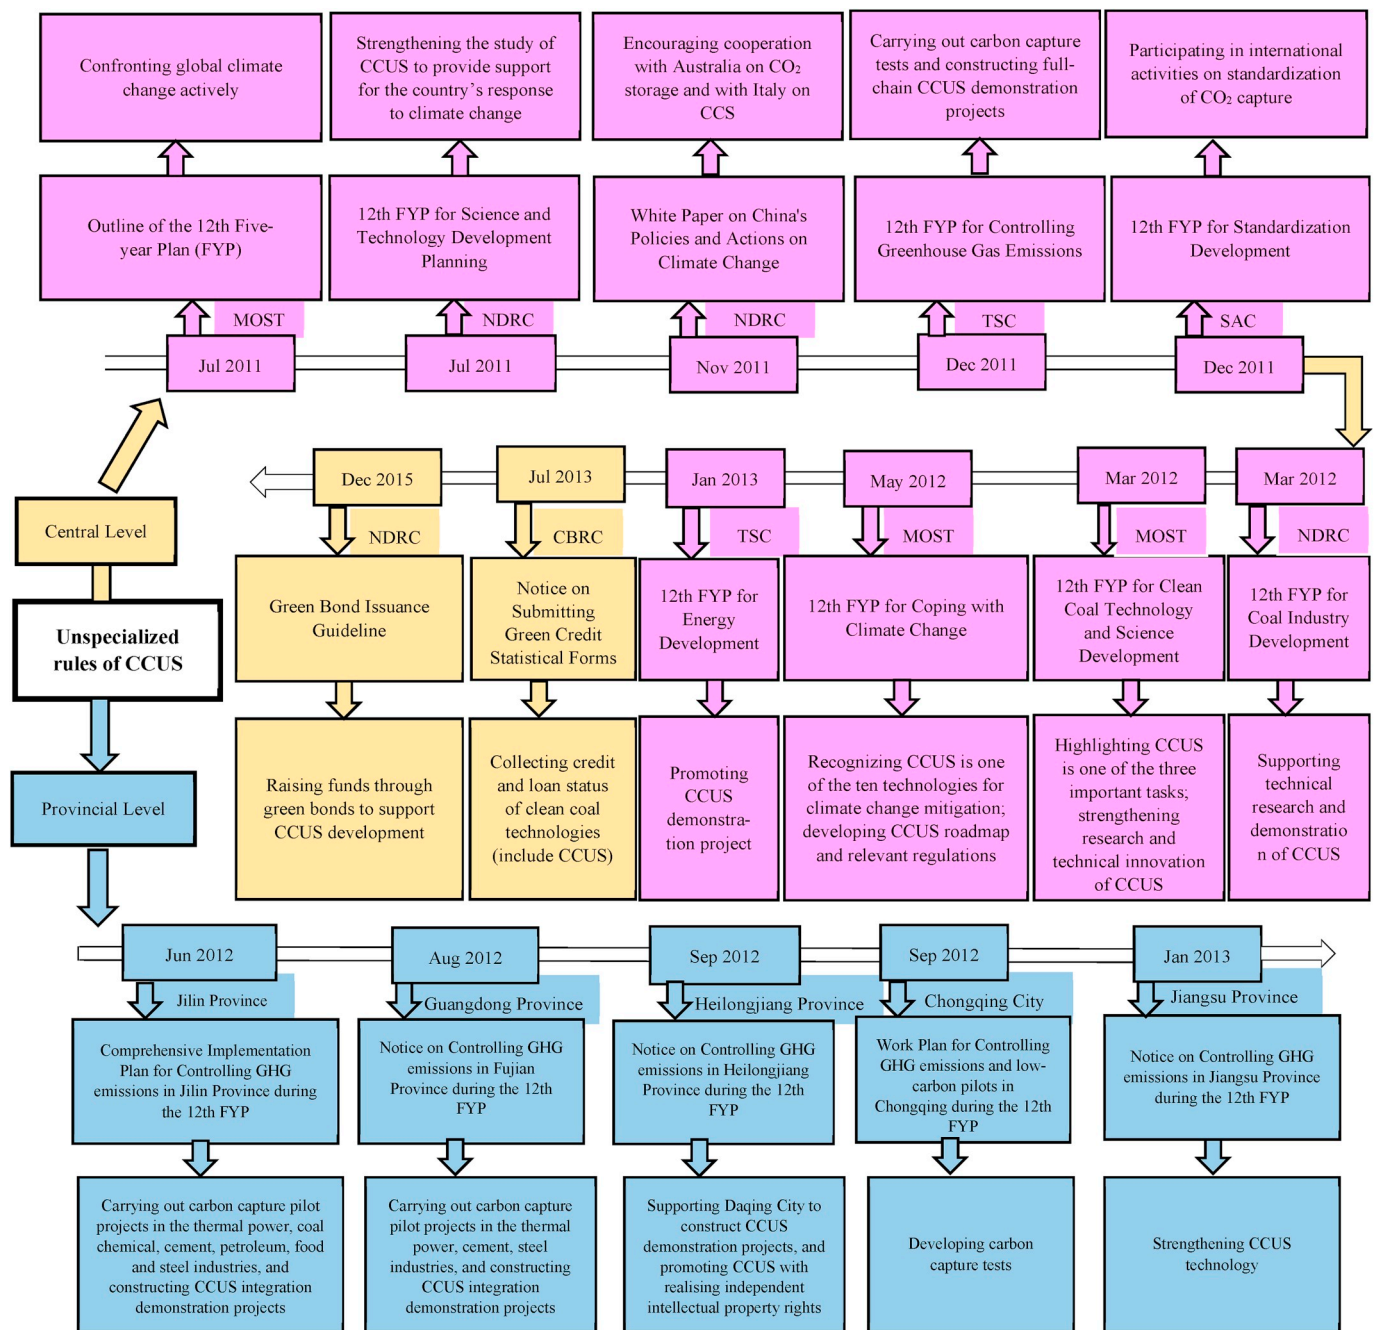 Confronting global climate
change actively
Strengthening the study of
CCUS to provide support
for the country’s response
to climate change
Encouraging cooperation
with Australia on CO₂
storage and with Italy on
CCS
Carrying out carbon capture
tests and constructing full-
chain CCUS demonstration
projects
Participating in international
activities on standardization
of CO₂ capture
Outline of the 12th Five-
year Plan (FYP)
12th FYP for Science and
Technology Development
Planning
White Paper on China's
Policies and Actions on
Climate Change
12th FYP for Controlling
Greenhouse Gas Emissions
12th FYP for Standardization
Development
MOST
NDRC
NDRC
TSC
SAC
Jul 2011
Jul 2011
Nov 2011
Dec 2011
Dec 2011
Central Level
Unspecialized
rules of CCUS
Provincial Level
Dec 2015
Jul 2013
Jan 2013
May 2012
Mar 2012
Mar 2012
NDRC
CBRC
TSC
MOST
MOST
NDRC
Green Bond Issuance
Guideline
Notice on
Submitting
Green Credit
Statistical Forms
12th FYP for
Energy
Development
12th FYP for Coping with
Climate Change
12th FYP for Clean
Coal Technology
and Science
Development
12th FYP for
Coal Industry
Development
Raising funds through
green bonds to support
CCUS development
Collecting credit
and loan status
of clean coal
technologies
(include CCUS)
Promoting
CCUS
demonstra-
tion project
Recognizing CCUS is one
of the ten technologies for
climate change mitigation;
developing CCUS roadmap
and relevant regulations
Highlighting CCUS
is one of the three
important tasks;
strengthening
research and
technical innovation
of CCUS
Supporting
technical
research and
demonstratio
n of CCUS
Jun 2012
Aug 2012
Sep 2012
Sep 2012
Jan 2013
Jilin Province
Guangdong Province
Heilongjiang Province
Chongqing City
Jiangsu Province
Comprehensive Implementation
Plan for Controlling GHG
emissions in Jilin Province during
the 12th FYP
Notice on Controlling GHG
emissions in Fujian
Province during the 12th
FYP
Notice on Controlling GHG
emissions in Heilongjiang
Province during the 12th
FYP
Work Plan for Controlling
GHG emissions and low-
carbon pilots in
Chongqing during the 12th
FYP
Notice on Controlling GHG
emissions in Jiangsu Province
during the 12th FYP
Carrying out carbon capture pilot
projects in the thermal power, coal
chemical, cement, petroleum, food
and steel industries, and
constructing CCUS integration
demonstration projects
Carrying out carbon capture
pilot projects in the thermal
power, cement, steel
industries, and constructing
CCUS integration
demonstration projects
Supporting Daqing City to
construct CCUS
demonstration projects, and
promoting CCUS with
realising independent
intellectual property rights
Developing carbon
capture tests
Strengthening CCUS
technology